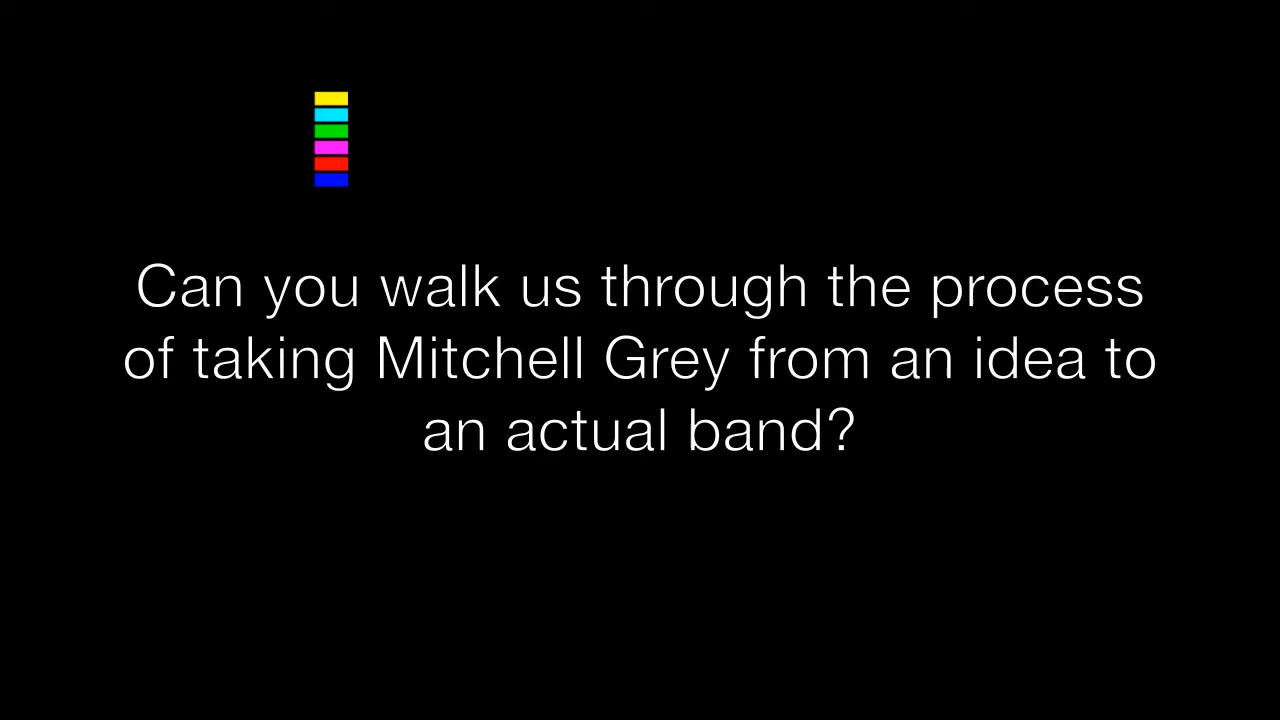 Can you walk us through the process
of taking Mitchell Grey from an idea to
an actual band?